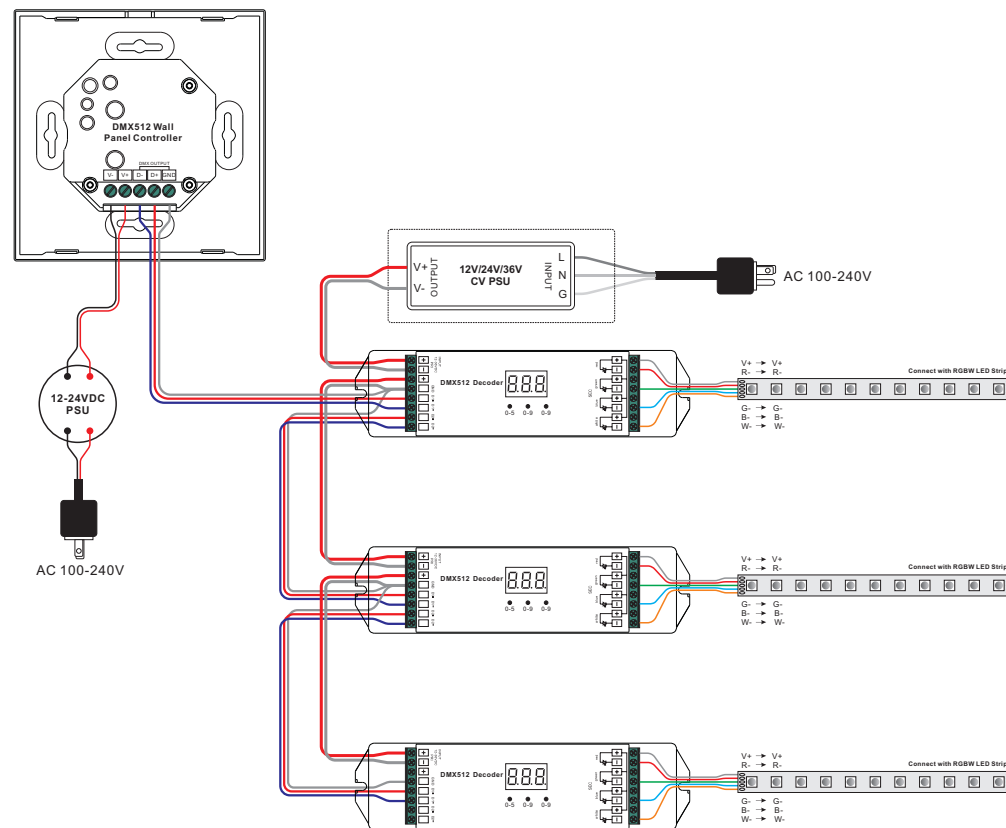 DMX512 Wall
Panel Controller
DMX OUTPUT
V- V+ D- D+ GND
12-24VDC
PSU
AC 100-240V
V+
V-
OUTPUT
12V/24V/36V
CV PSU
INPUT
L
N
G
AC 100-240V
DMX512 Decoder
0-5 0-9 0-9
V+ → V+
R- → R-
Connect with RGBW LED Strip
G- → G-
B- → B-
W- → W-
DMX512 Decoder
0-5 0-9 0-9
V+ → V+
R- → R-
Connect with RGBW LED Strip
G- → G-
B- → B-
W- → W-
DMX512 Decoder
0-5 0-9 0-9
V+ → V+
R- → R-
Connect with RGBW LED Strip
G- → G-
B- → B-
W- → W-